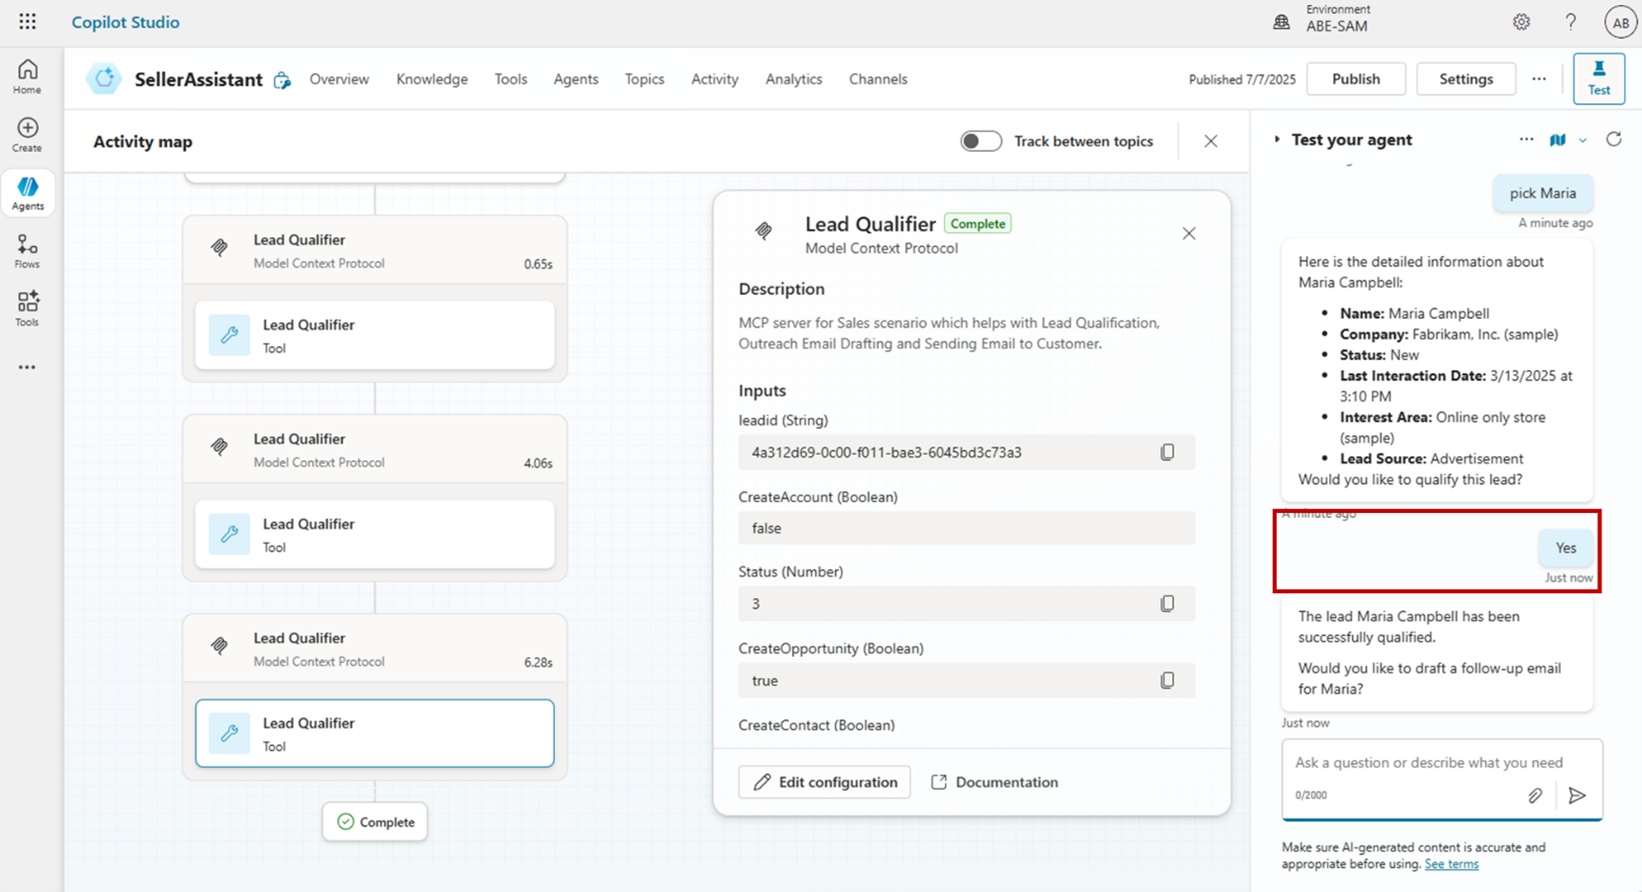 Copilot Studio
Environment
ABE-SAM
?
AB
Home
Create
Agents
Flows
Tools
SellerAssistant
Overview
Knowledge
Tools
Agents
Topics
Activity
Analytics
Channels
Published 7/7/2025
Publish
Settings
Test
Activity map
Track between topics
Lead Qualifier
Model Context Protocol
0.65s
Lead Qualifier
Tool
Lead Qualifier
Model Context Protocol
4.06s
Lead Qualifier
Tool
Lead Qualifier
Model Context Protocol
6.28s
Lead Qualifier
Tool
Complete
Lead Qualifier
Complete
Model Context Protocol
Description
MCP server for Sales scenario which helps with Lead Qualification,
Outreach Email Drafting and Sending Email to Customer.
Inputs
leadid (String)
4a312d69-0c00-f011-bae3-6045bd3c73a3
CreateAccount (Boolean)
false
Status (Number)
3
CreateOpportunity (Boolean)
true
CreateContact (Boolean)
Edit configuration
Documentation
Test your agent
pick Maria
A minute ago
Here is the detailed information about
Maria Campbell:
• Name: Maria Campbell
• Company: Fabrikam, Inc. (sample)
• Status: New
• Last Interaction Date: 3/13/2025 at
3:10 PM
• Interest Area: Online only store
(sample)
• Lead Source: Advertisement
Would you like to qualify this lead?
A minute ago
Yes
Just now
The lead Maria Campbell has been
successfully qualified.
Would you like to draft a follow-up email
for Maria?
Just now
Ask a question or describe what you need
0/2000
Make sure AI-generated content is accurate and
appropriate before using. See terms